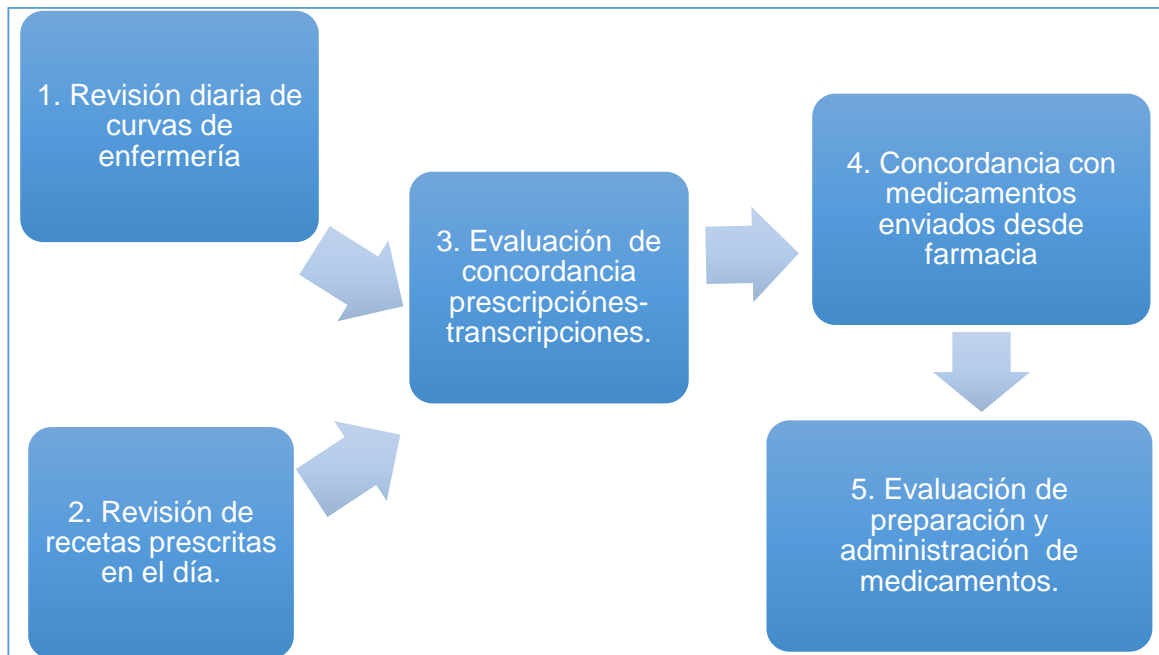 1. Revisión diaria de
curvas de
enfermería
2. Revisión de
recetas prescritas
en el día.
3. Evaluación de
concordancia
prescripciónes-
transcripciones.
4. Concordancia con
medicamentos
enviados desde
farmacia
5. Evaluación de
preparación y
administración de
medicamentos.